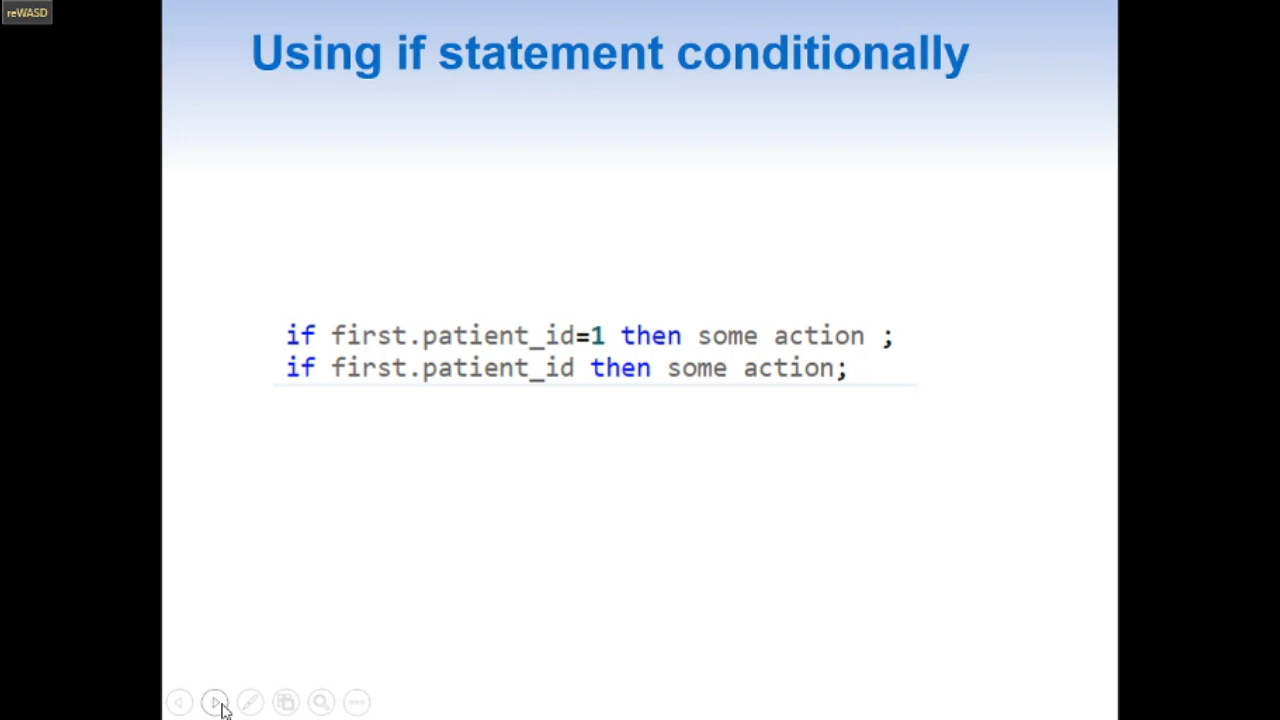 reWASD
Using if statement conditionally
if first.patient_id=1 then some action ;
if first.patient_id then some action;